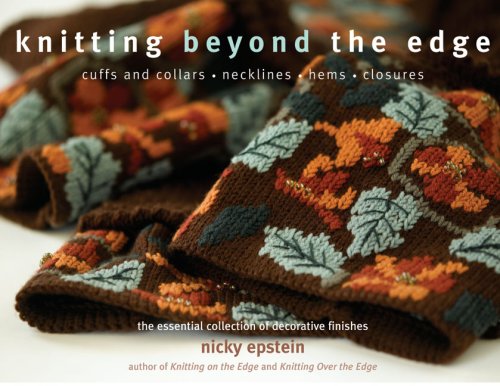 knitting beyond the edge
cuffs and collars • necklines • hems • closures
the essential collection of decorative finishes
nicky epstein
author of Knitting on the Edge and Knitting Over the Edge